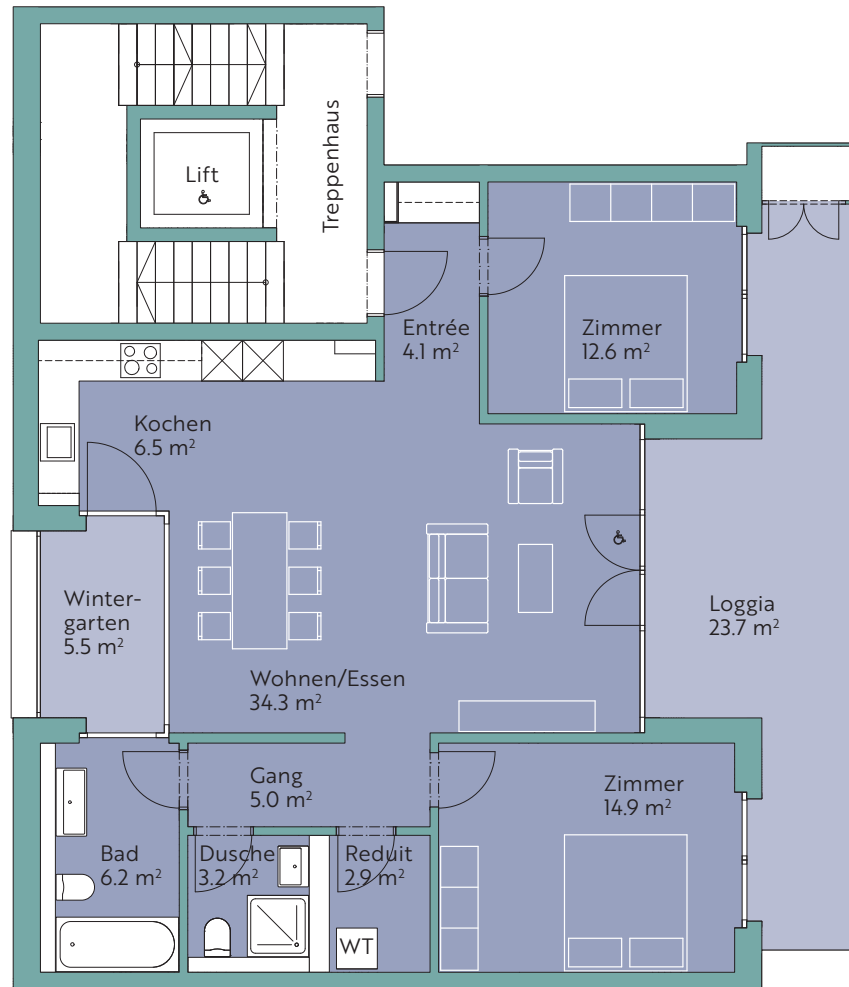 Lift
Treppenhaus
Entrée
4.1 m²
Zimmer
12.6 m²
Kochen
6.5 m²
Winter-
garten
5.5 m²
Loggia
23.7 m²
Wohnen/Essen
34.3 m²
Gang
5.0 m²
Zimmer
14.9 m²
Bad
6.2 m²
Dusche
3.2 m²
Reduit
2.9 m²
WT